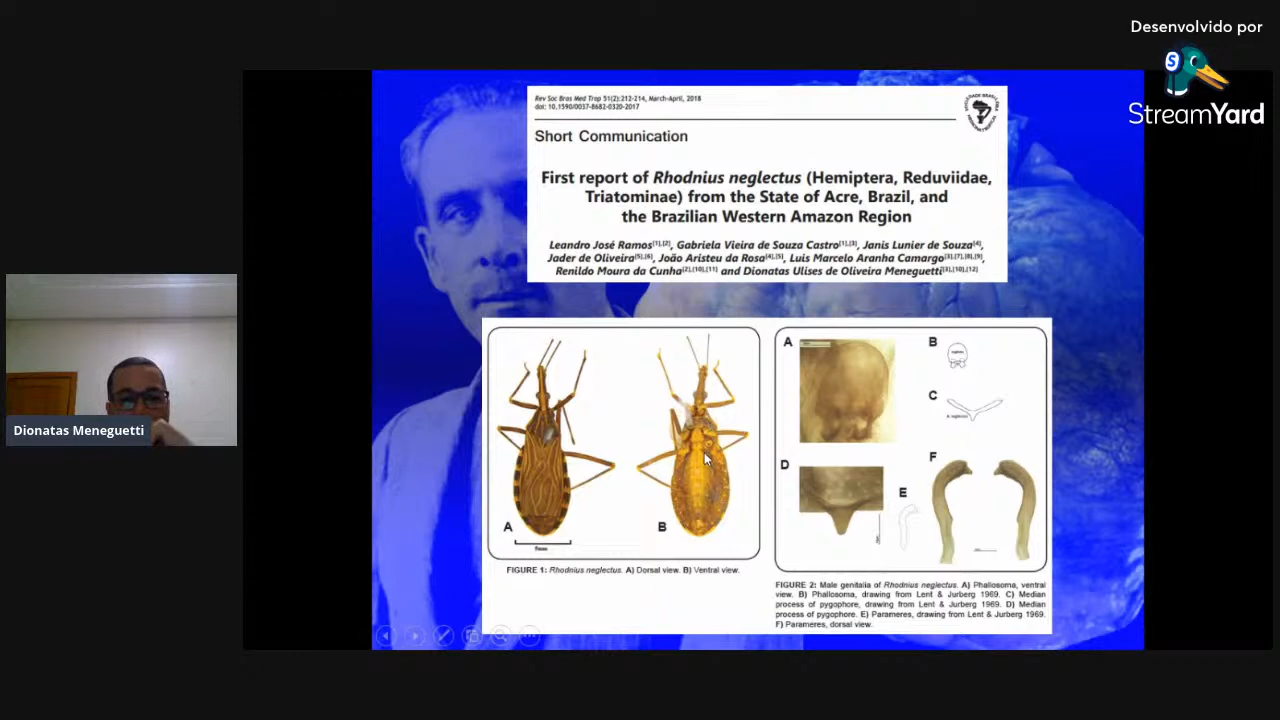 Desenvolvido por
StreamYard
Rev Soc Bras Med Trop 51(2):212-214, March-April, 2018
doi: 10.1590/0037-8682-0320-2017
Short Communication
First report of Rhodnius neglectus (Hemiptera, Reduviidae,
Triatominae) from the State of Acre, Brazil, and
the Brazilian Western Amazon Region
Leandro José Ramos[1],[2], Gabriela Vieira de Souza Castro[1],[3], Janis Lunier de Souza[4],
Jader de Oliveira[5],[6], João Aristeu da Rosa[4],[5], Luis Marcelo Aranha Camargo[3],[7],[8],[9],
Renildo Moura da Cunha[2],[10],[11] and Dionatas Ulises de Oliveira Meneguetti[3],[10],[12]
Dionatas Meneguetti
A
B
FIGURE 1: Rhodnius neglectus. A) Dorsal view. B) Ventral view.
A
B
C
D
E
F
FIGURE 2: Male genitalia of Rhodnius neglectus. A) Phallosoma, ventral
view. B) Phallosoma, drawing from Lent & Jurberg 1969. C) Median
process of pygophore, drawing from Lent & Jurberg 1969. D) Median
process of pygophore. E) Parameres, drawing from Lent & Jurberg 1969.
F) Parameres, dorsal view.